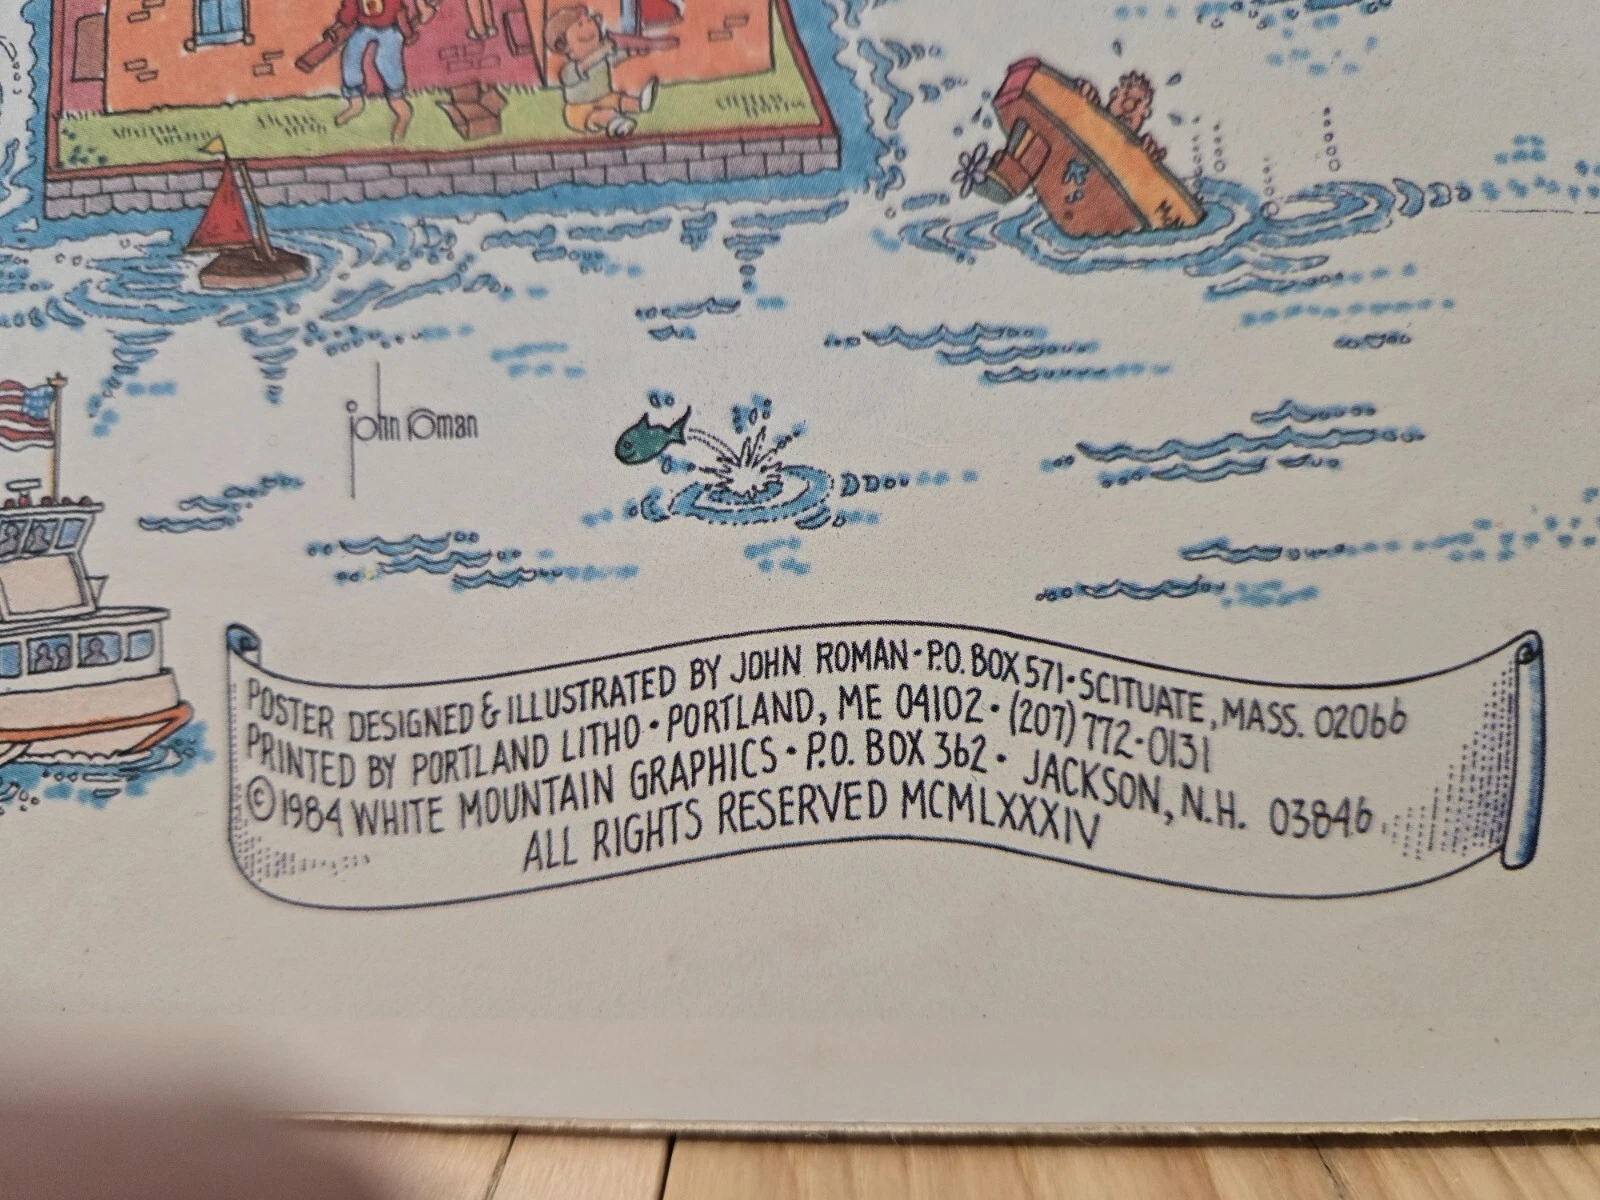 john roman
POSTER DESIGNED & ILLUSTRATED BY JOHN ROMAN • P.O. BOX 571 • SCITUATE, MASS. 02066
PRINTED BY PORTLAND LITHO • PORTLAND, ME 04102 • (207) 772-0131
© 1984 WHITE MOUNTAIN GRAPHICS • P.O. BOX 362 • JACKSON, N.H. 03846
ALL RIGHTS RESERVED MCMLXXXIV